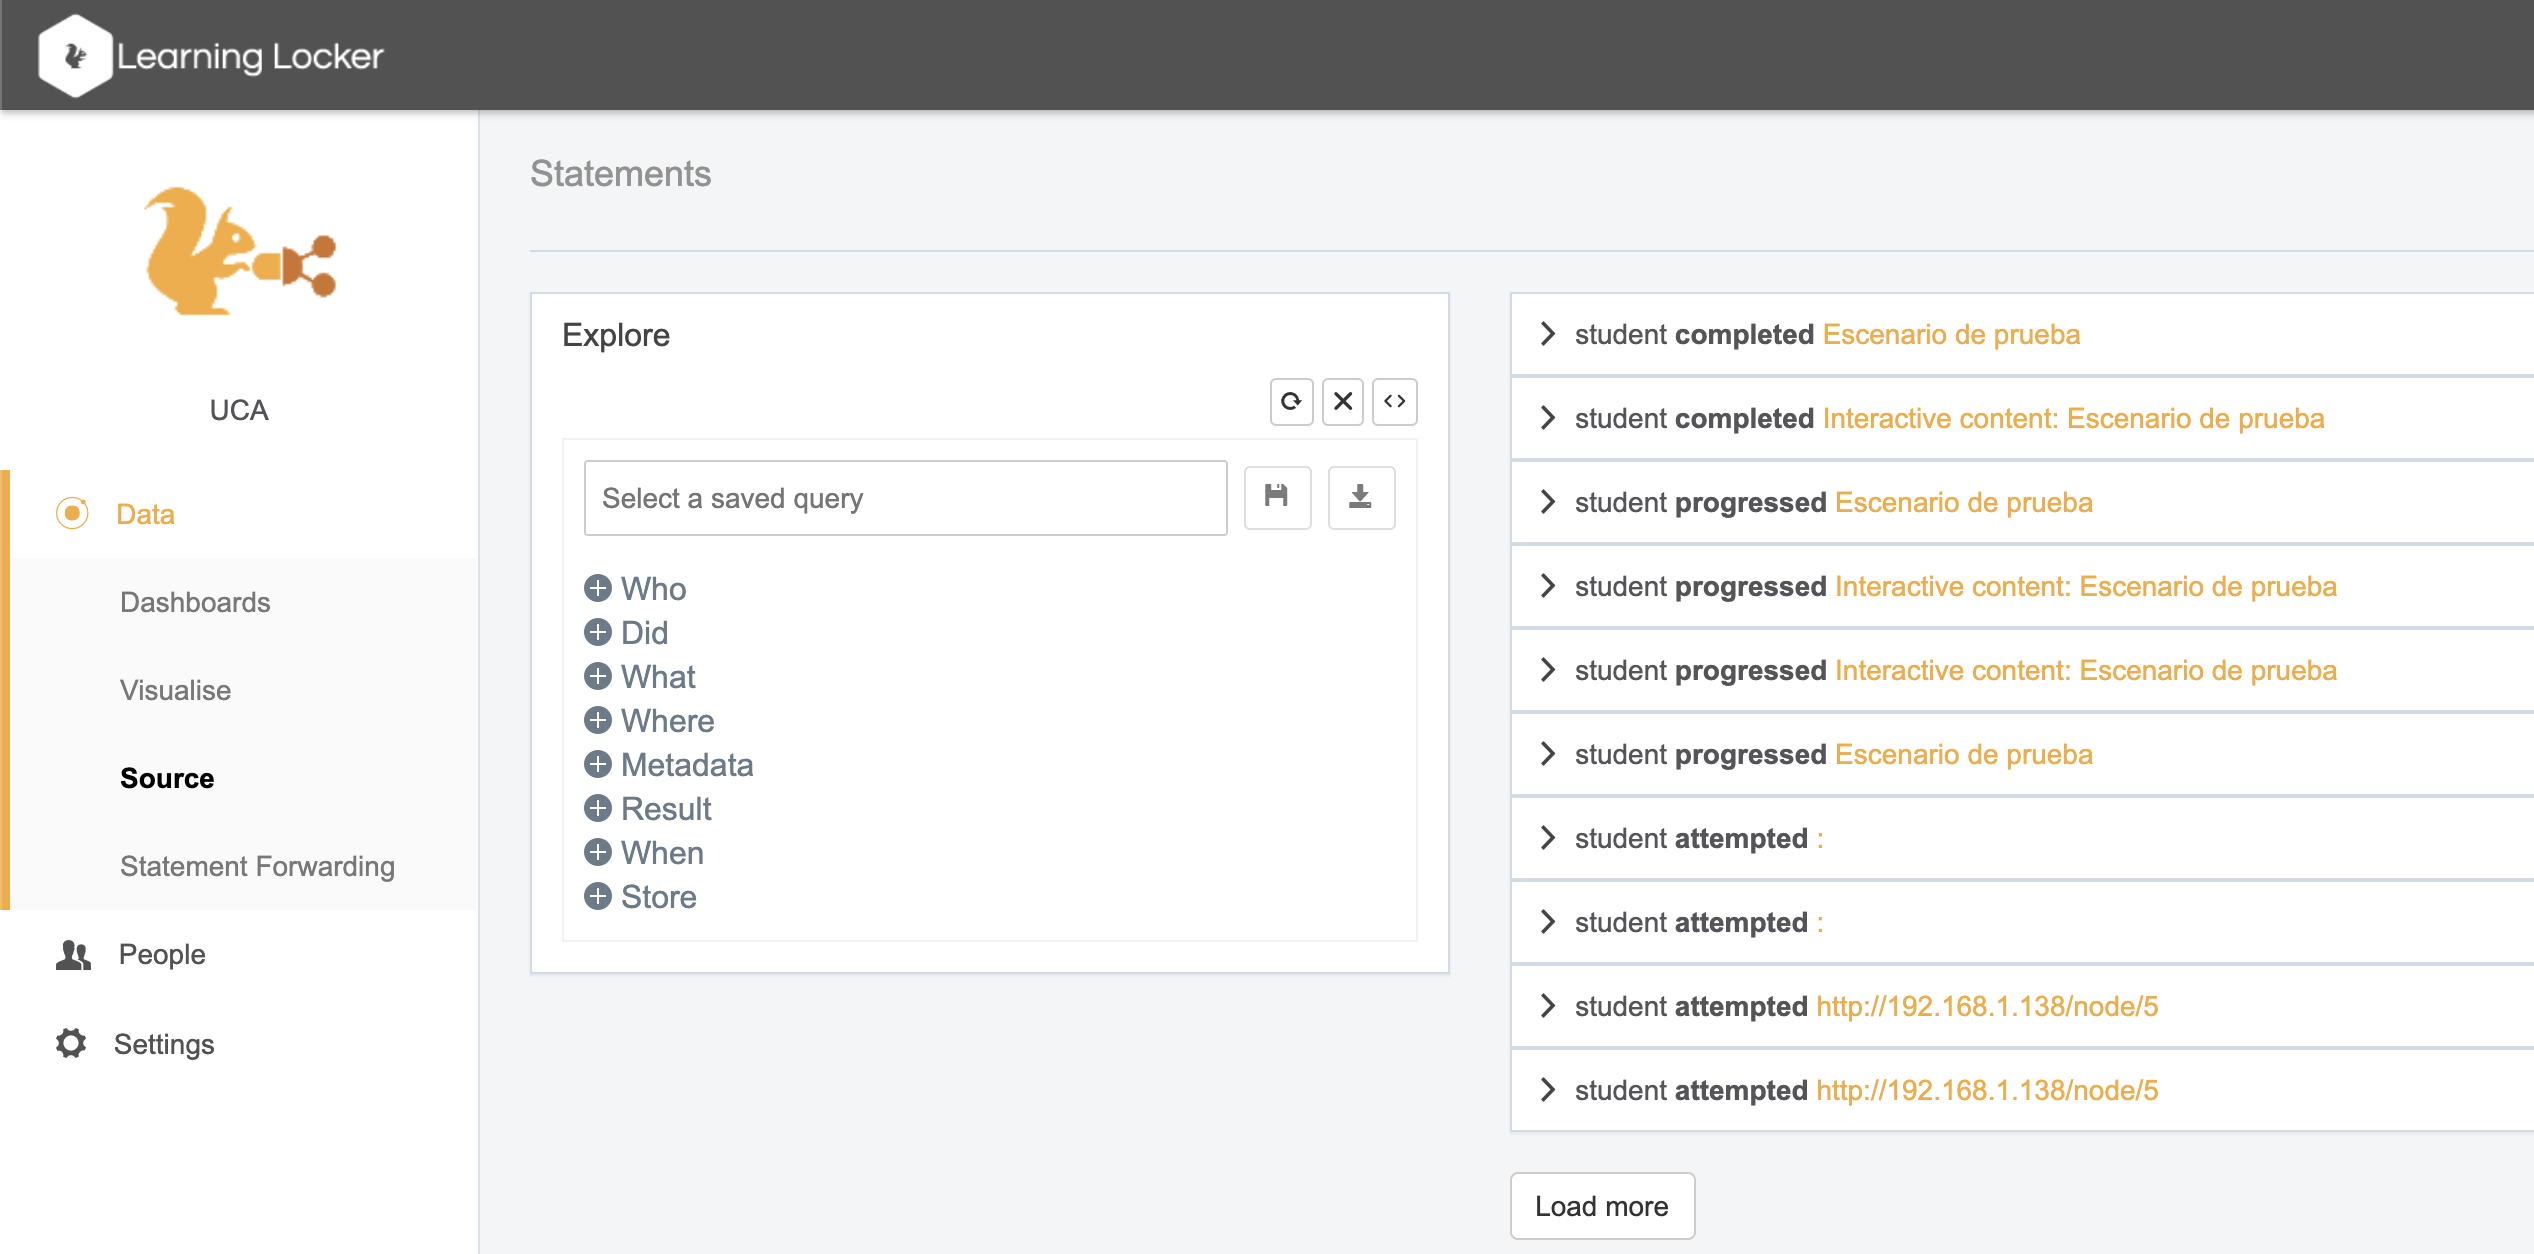 Learning Locker
UCA
Data
Dashboards
Visualise
Source
Statement Forwarding
People
Settings
Statements
Explore
Select a saved query
Who
Did
What
Where
Metadata
Result
When
Store
student completed Escenario de prueba
student completed Interactive content: Escenario de prueba
student progressed Escenario de prueba
student progressed Interactive content: Escenario de prueba
student progressed Interactive content: Escenario de prueba
student progressed Escenario de prueba
student attempted :
student attempted :
student attempted http://192.168.1.138/node/5
student attempted http://192.168.1.138/node/5
Load more